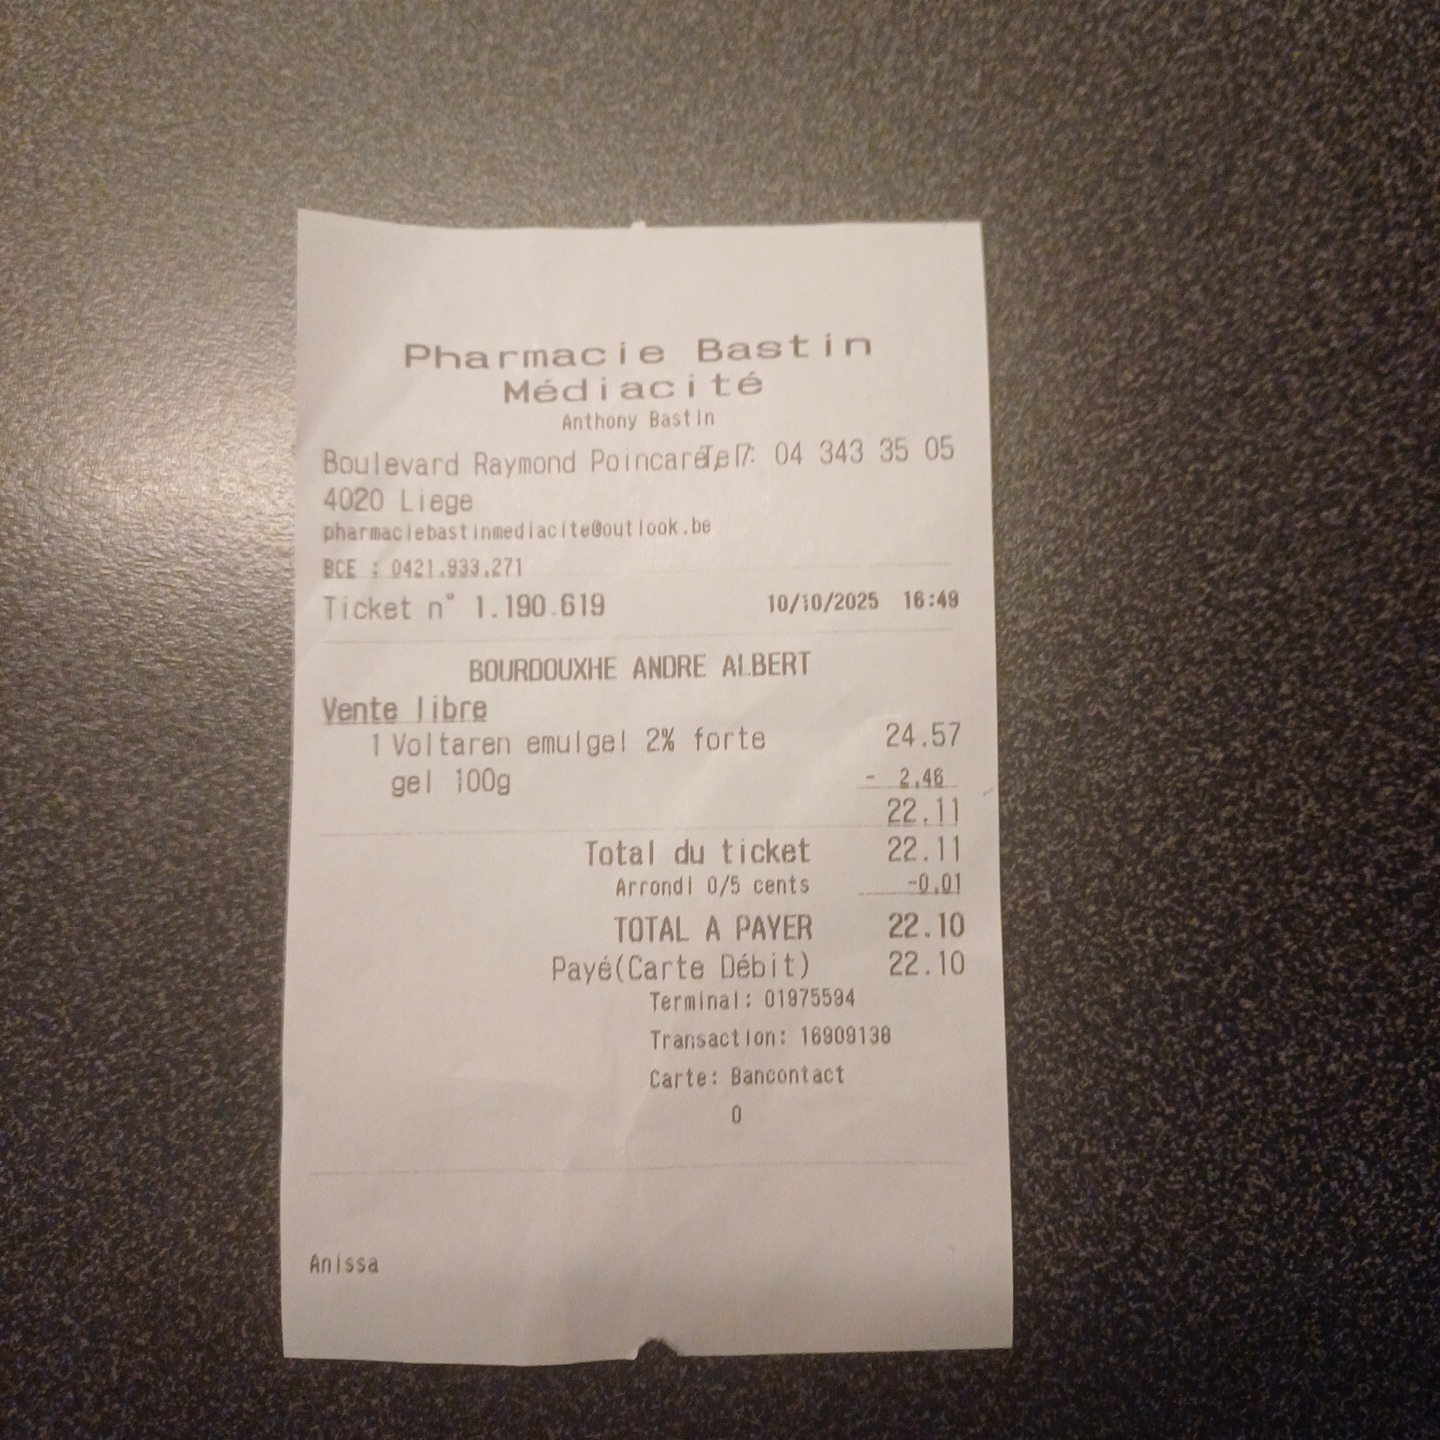 Pharmacie Bastin
Médiacité
Anthony Bastin
Boulevard Raymond Poincaré, 7 Tel : 04 343 35 05
4020 Liege
pharmaciebastinmediacite@outlook.be
BCE : 0421.933.271
Ticket n° 1.190.619 10/10/2025 16:49
BOURDOUXHE ANDRE ALBERT
Vente libre
1 Voltaren emulgel 2% forte 24.57
gel 100g - 2.46
22.11
Total du ticket 22.11
Arrondi 0/5 cents -0.01
TOTAL A PAYER 22.10
Payé(Carte Débit) 22.10
Terminal: 01975594
Transaction: 16909138
Carte: Bancontact
0
Anissa